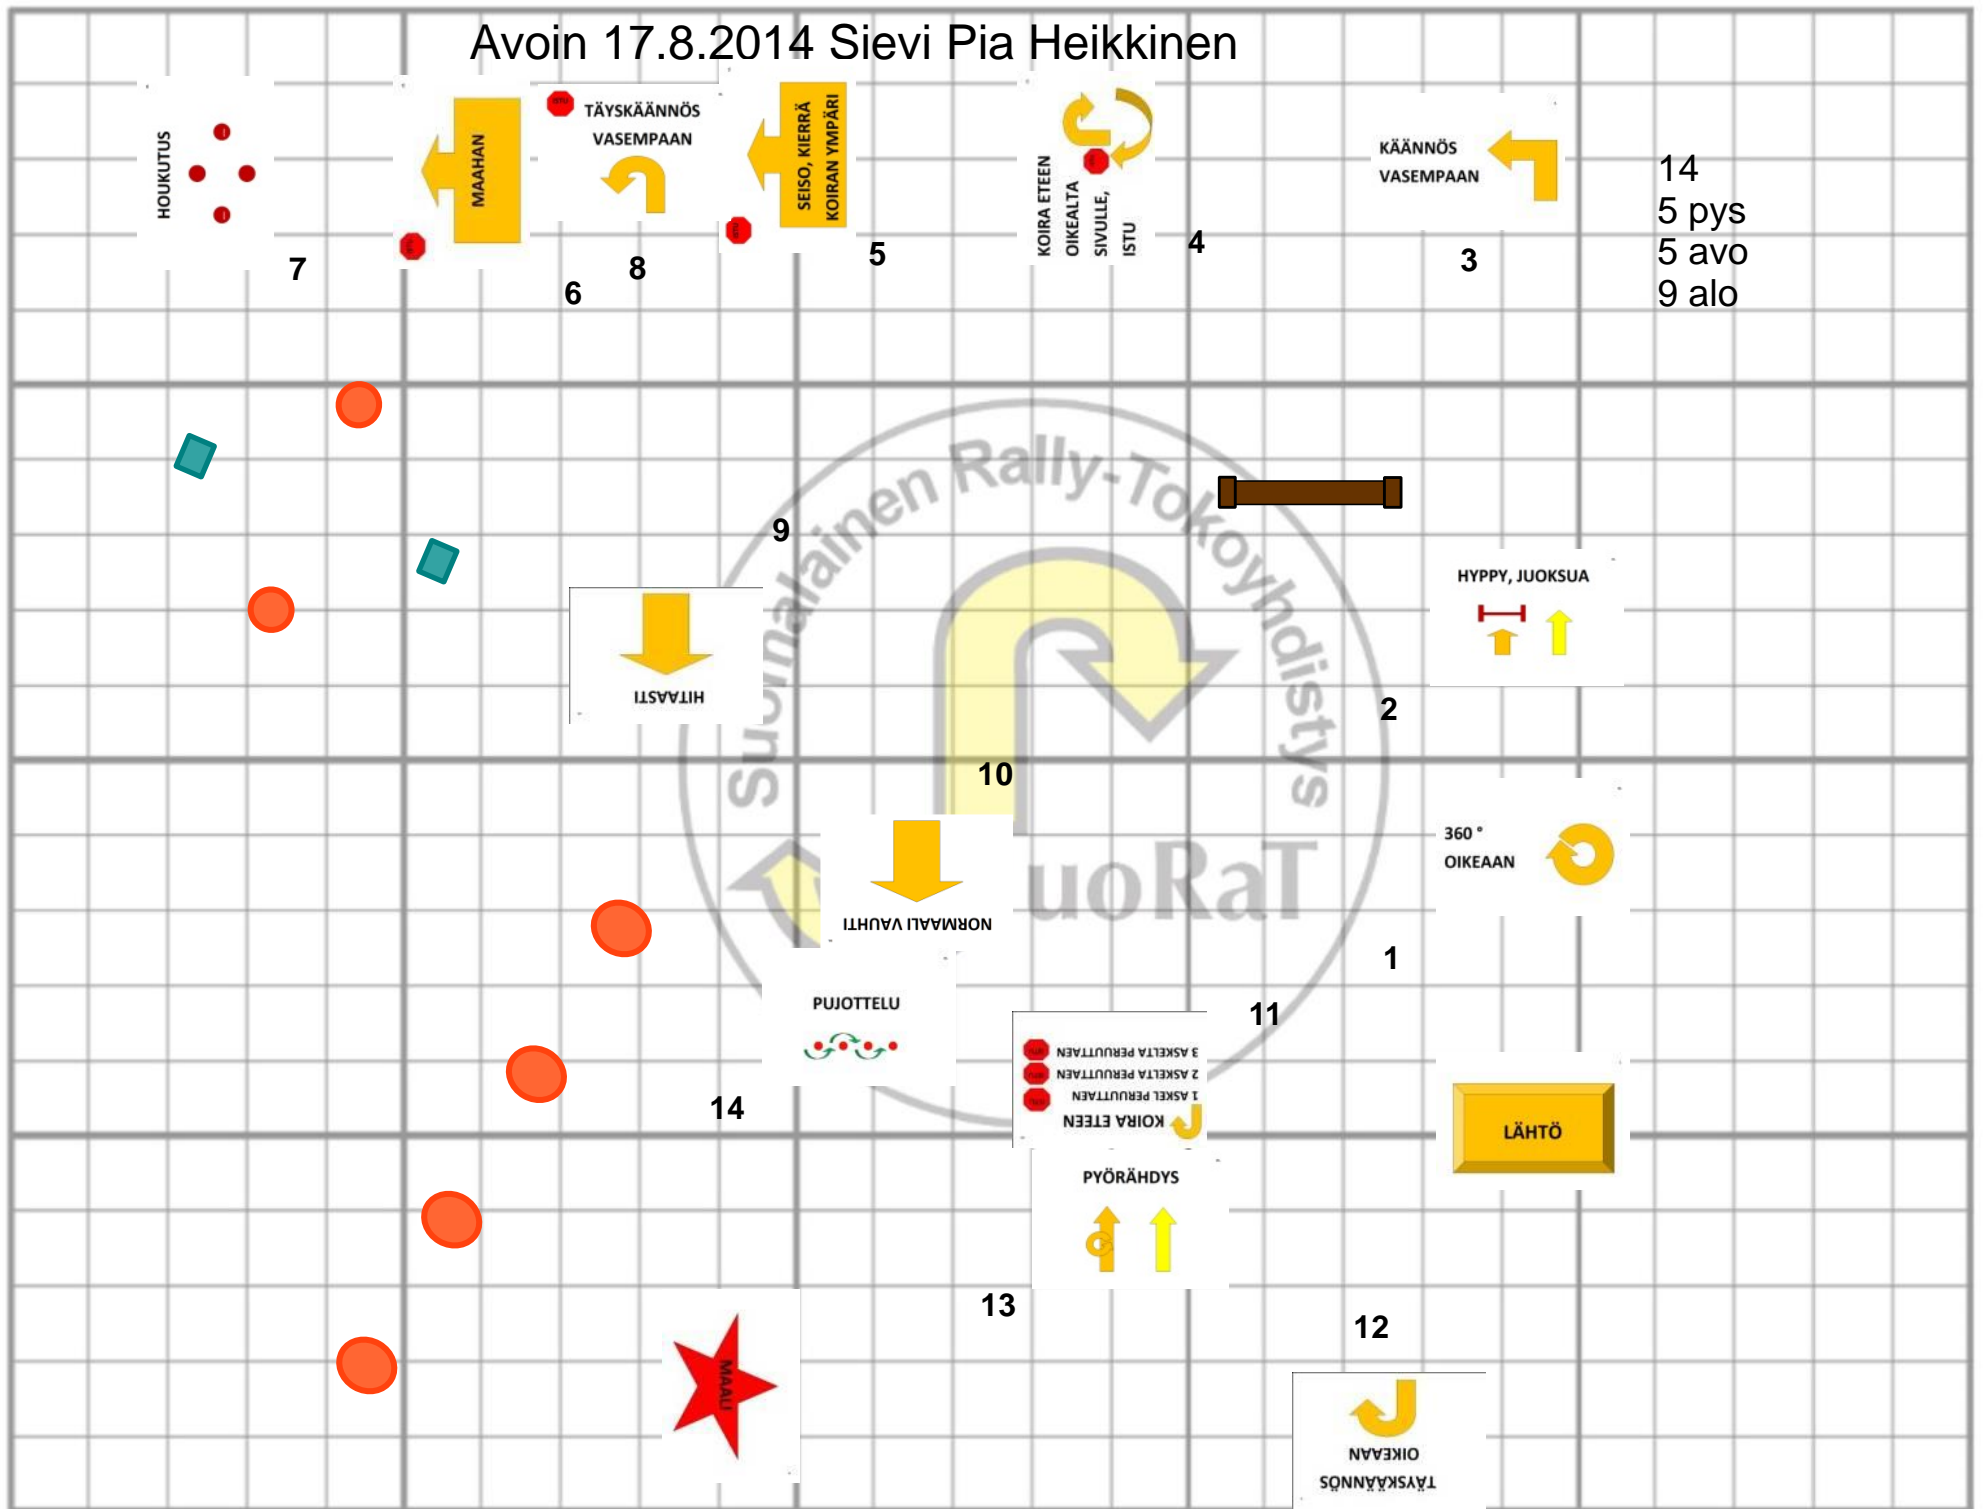 Avoin 17.8.2014 Sievi Pia Heikkinen
HOUKUTUS
MAAHAN
TÄYSKÄÄNNÖS
VASEMPAAN
SEISO, KIERRÄ
KOIRAN YMPÄRI
KOIRA ETEEN
OIKEALTA
SIVULLE,
ISTU
KÄÄNNÖS
VASEMPAAN
14
5 pys
5 avo
9 alo
7
6
8
5
4
3
Suomalainen Rally-Tokoyhdistys
9
HITAASTI
HYPPY, JUOKSUA
2
10
360 °
OIKEAAN
NORMAALI VAUHTI
uoRaT
1
PUJOTTELU
11
3 ASKELTA PERUUTTAEN
2 ASKELTA PERUUTTAEN
1 ASKEL PERUUTTAEN
KOIRA ETEEN
14
LÄHTÖ
PYÖRÄHDYS
13
12
MAALI
TÄYSKÄÄNNÖS
OIKEAAN